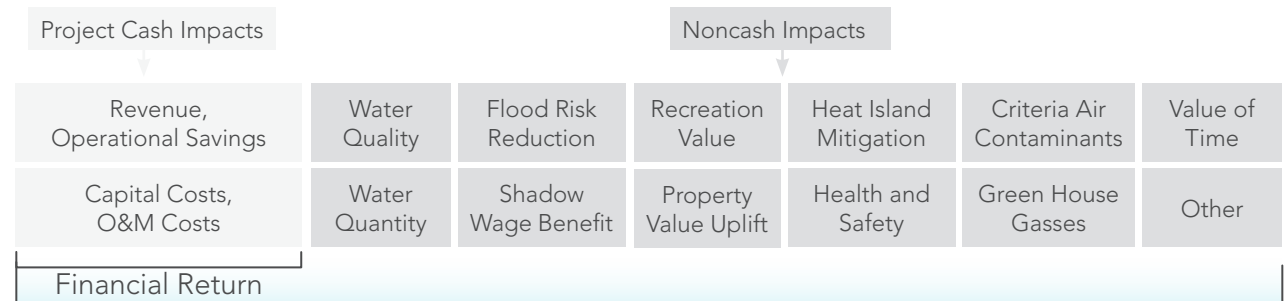 Project Cash Impacts
Noncash Impacts
Revenue,
Operational Savings
Water
Quality
Flood Risk
Reduction
Recreation
Value
Heat Island
Mitigation
Criteria Air
Contaminants
Value of
Time
Capital Costs,
O&M Costs
Water
Quantity
Shadow
Wage Benefit
Property
Value Uplift
Health and
Safety
Green House
Gasses
Other
Financial Return